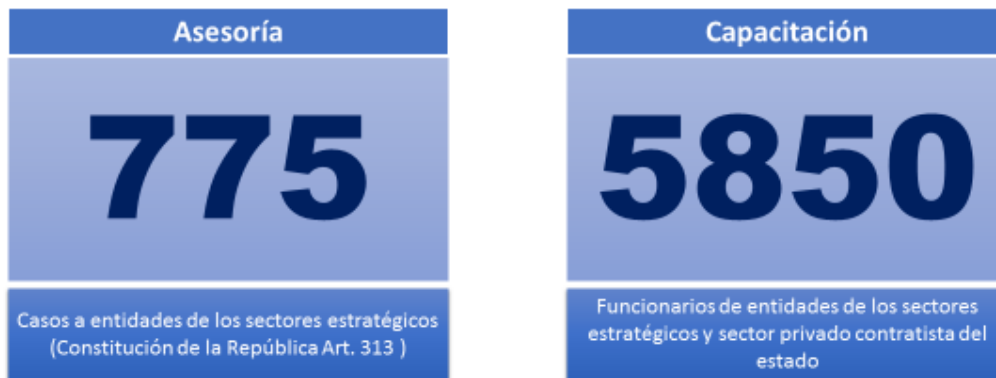 Asesoría
775
Casos a entidades de los sectores estratégicos
(Constitución de la República Art. 313 )
Capacitación
5850
Funcionarios de entidades de los sectores
estratégicos y sector privado contratista del
estado